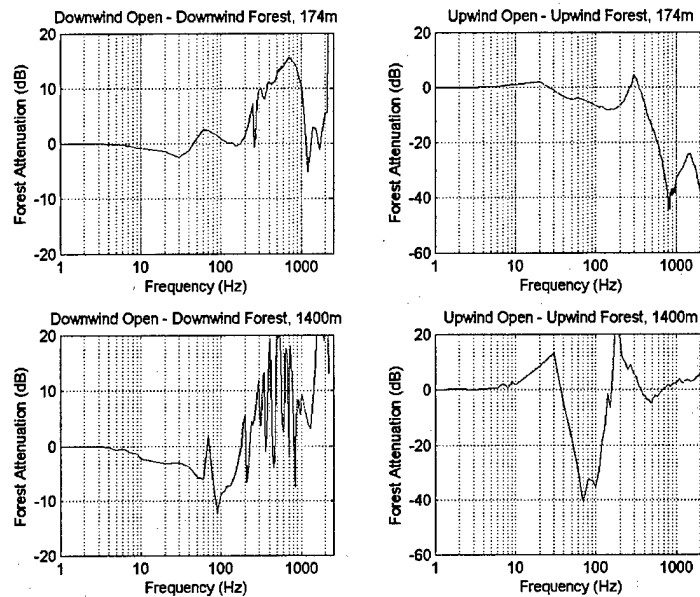 Downwind Open - Downwind Forest, 174m
20
10
0
-10
-20
Forest Attenuation (dB)
1 10 100 1000
Frequency (Hz)
Upwind Open - Upwind Forest, 174m
20
0
-20
-40
-60
Forest Attenuation (dB)
1 10 100 1000
Frequency (Hz)
Downwind Open - Downwind Forest, 1400m
20
10
0
-10
-20
Forest Attenuation (dB)
1 10 100 1000
Frequency (Hz)
Upwind Open - Upwind Forest, 1400m
20
0
-20
-40
-60
Forest Attenuation (dB)
1 10 100 1000
Frequency (Hz)